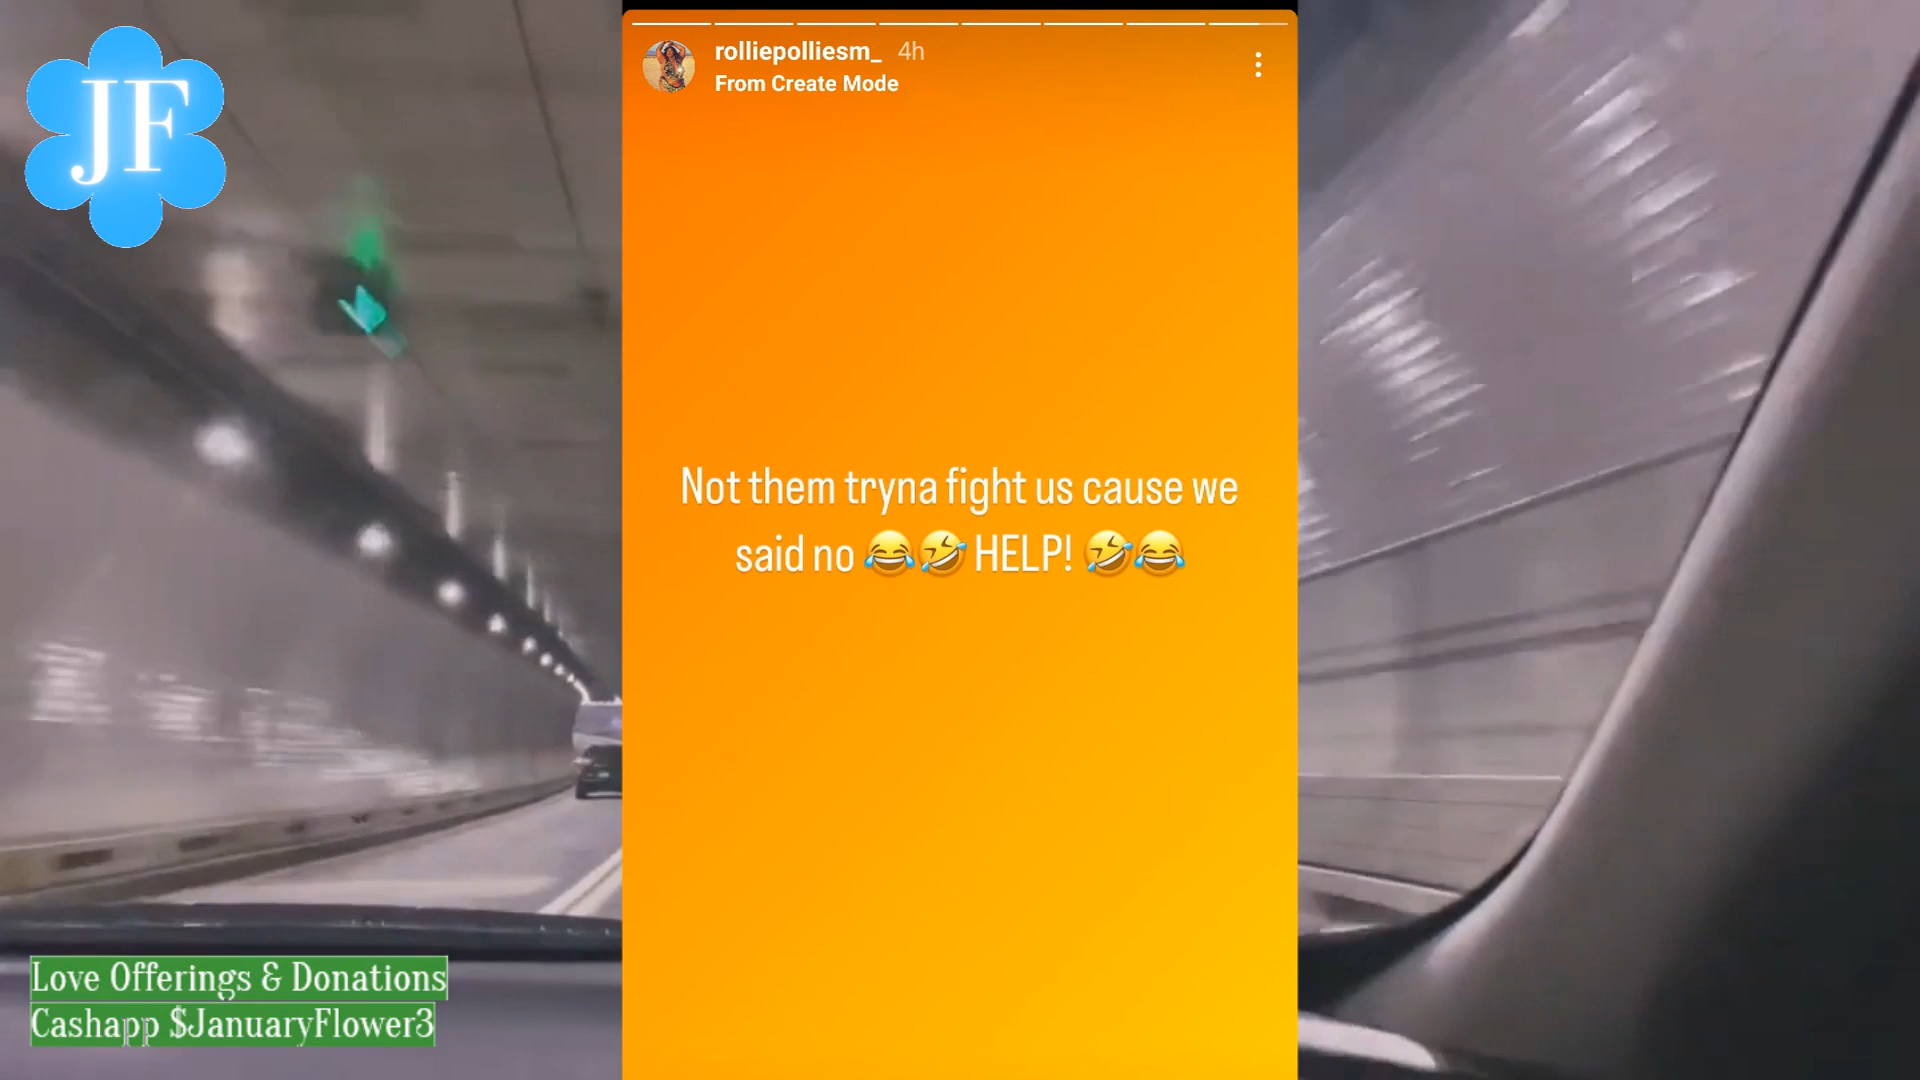 JF
rolliepolliesm_ 4h
From Create Mode
Not them tryna fight us cause we
said no 😂🤣 HELP! 🤣😂
Love Offerings & Donations
Cashapp $JanuaryFlower3